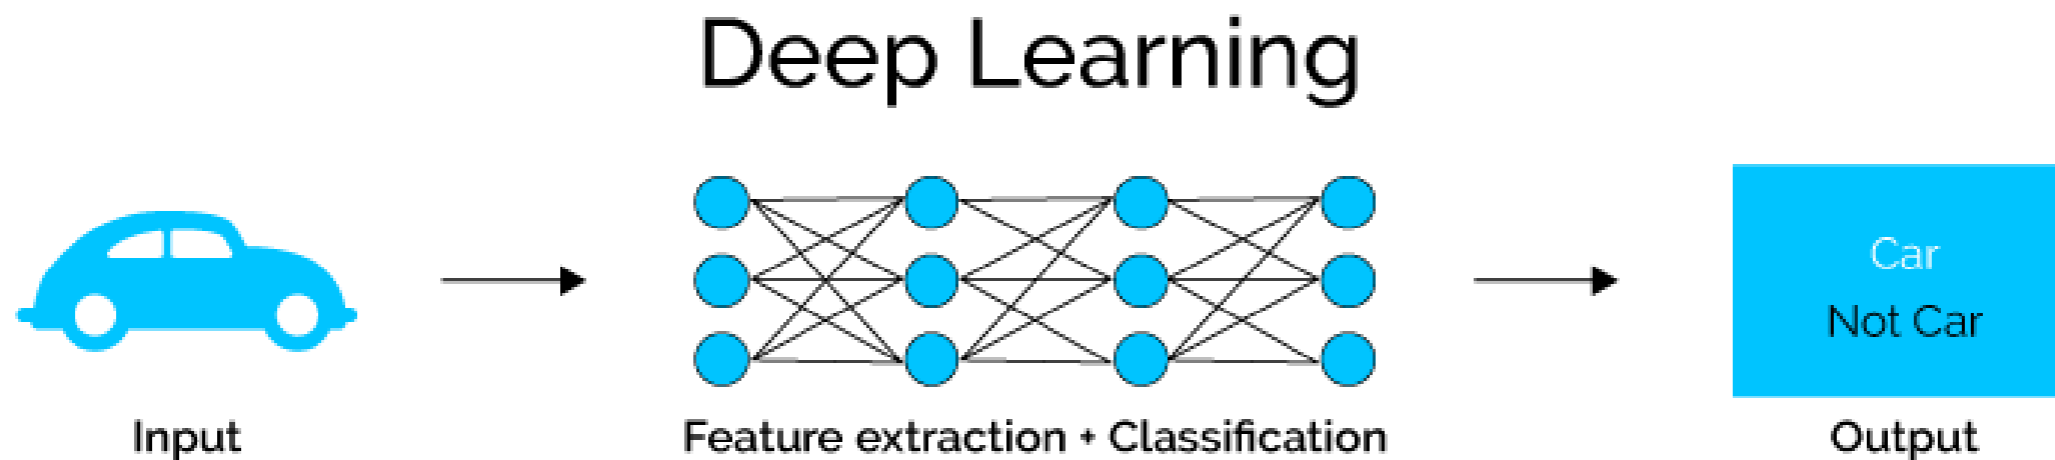 Deep Learning
Car
Not Car
Input
Feature extraction + Classification
Output